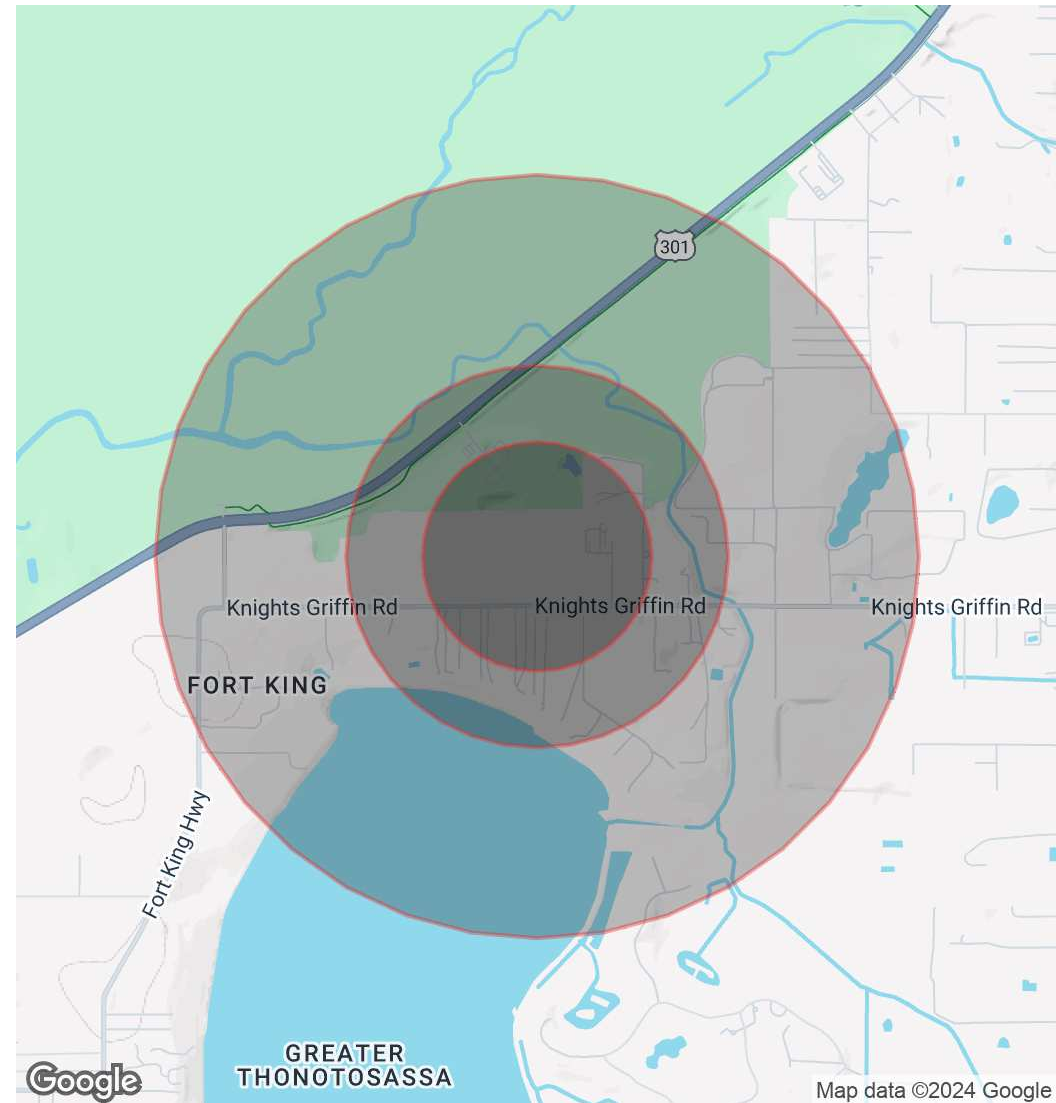 301
Knights Griffin Rd
Knights Griffin Rd
Knights Griffin Rd
FORT KING
Fort King Hwy
GREATER
THONOTOSASSA
Google
Map data ©2024 Google